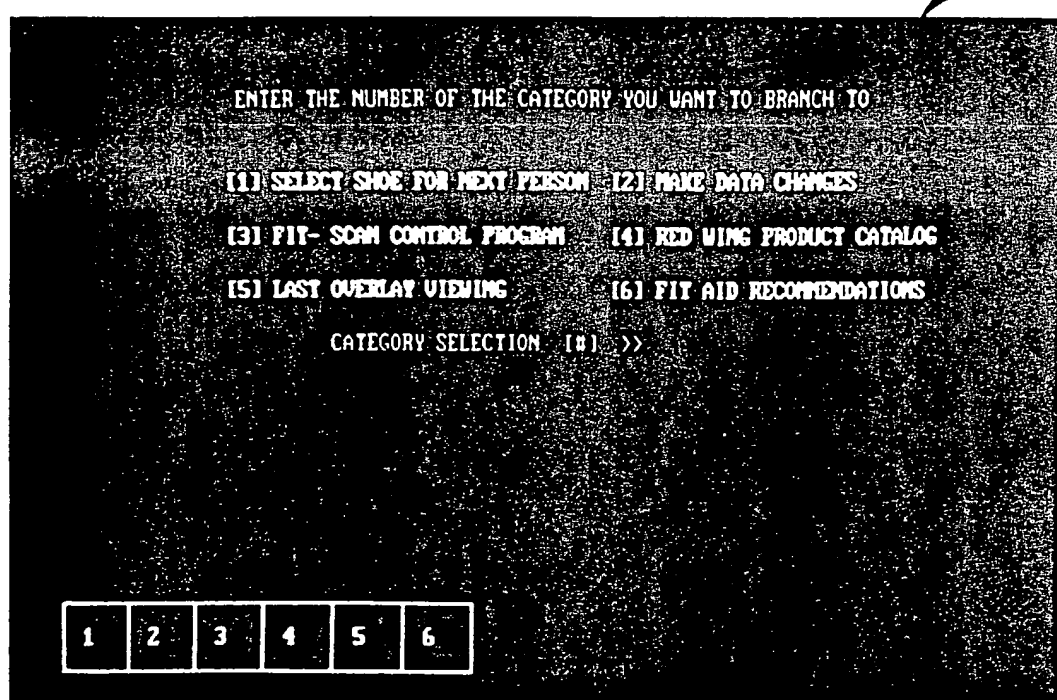 ENTER THE NUMBER OF THE CATEGORY YOU WANT TO BRANCH TO
[1] SELECT SHOE FOR NEXT PERSON [2] MAKE DATA CHANGES
[3] FIT- SCAN CONTROL PROGRAM [4] RED WING PRODUCT CATALOG
[5] LAST OVERLAY VIEWING [6] FIT AID RECOMMENDATIONS
CATEGORY SELECTION [#] >>
1 2 3 4 5 6